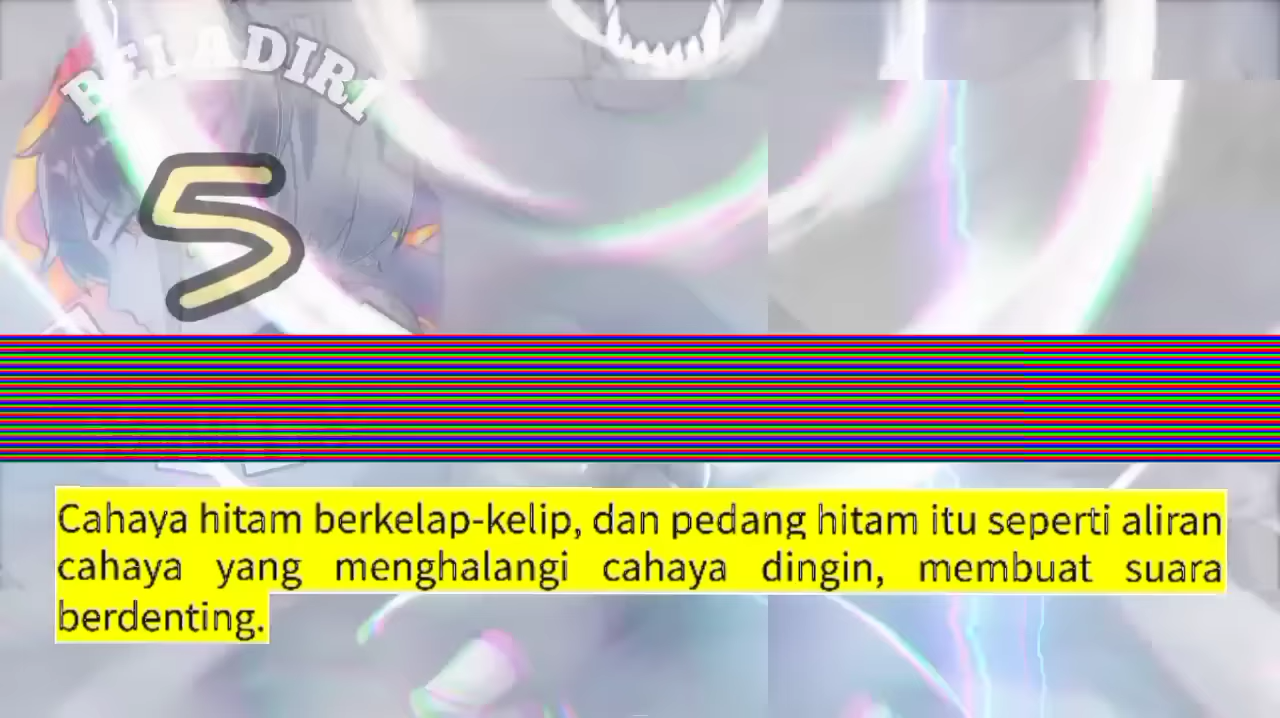 BELADIRI
5
Cahaya hitam berkelap-kelip, dan pedang hitam itu seperti aliran
cahaya yang menghalangi cahaya dingin, membuat suara
berdenting.